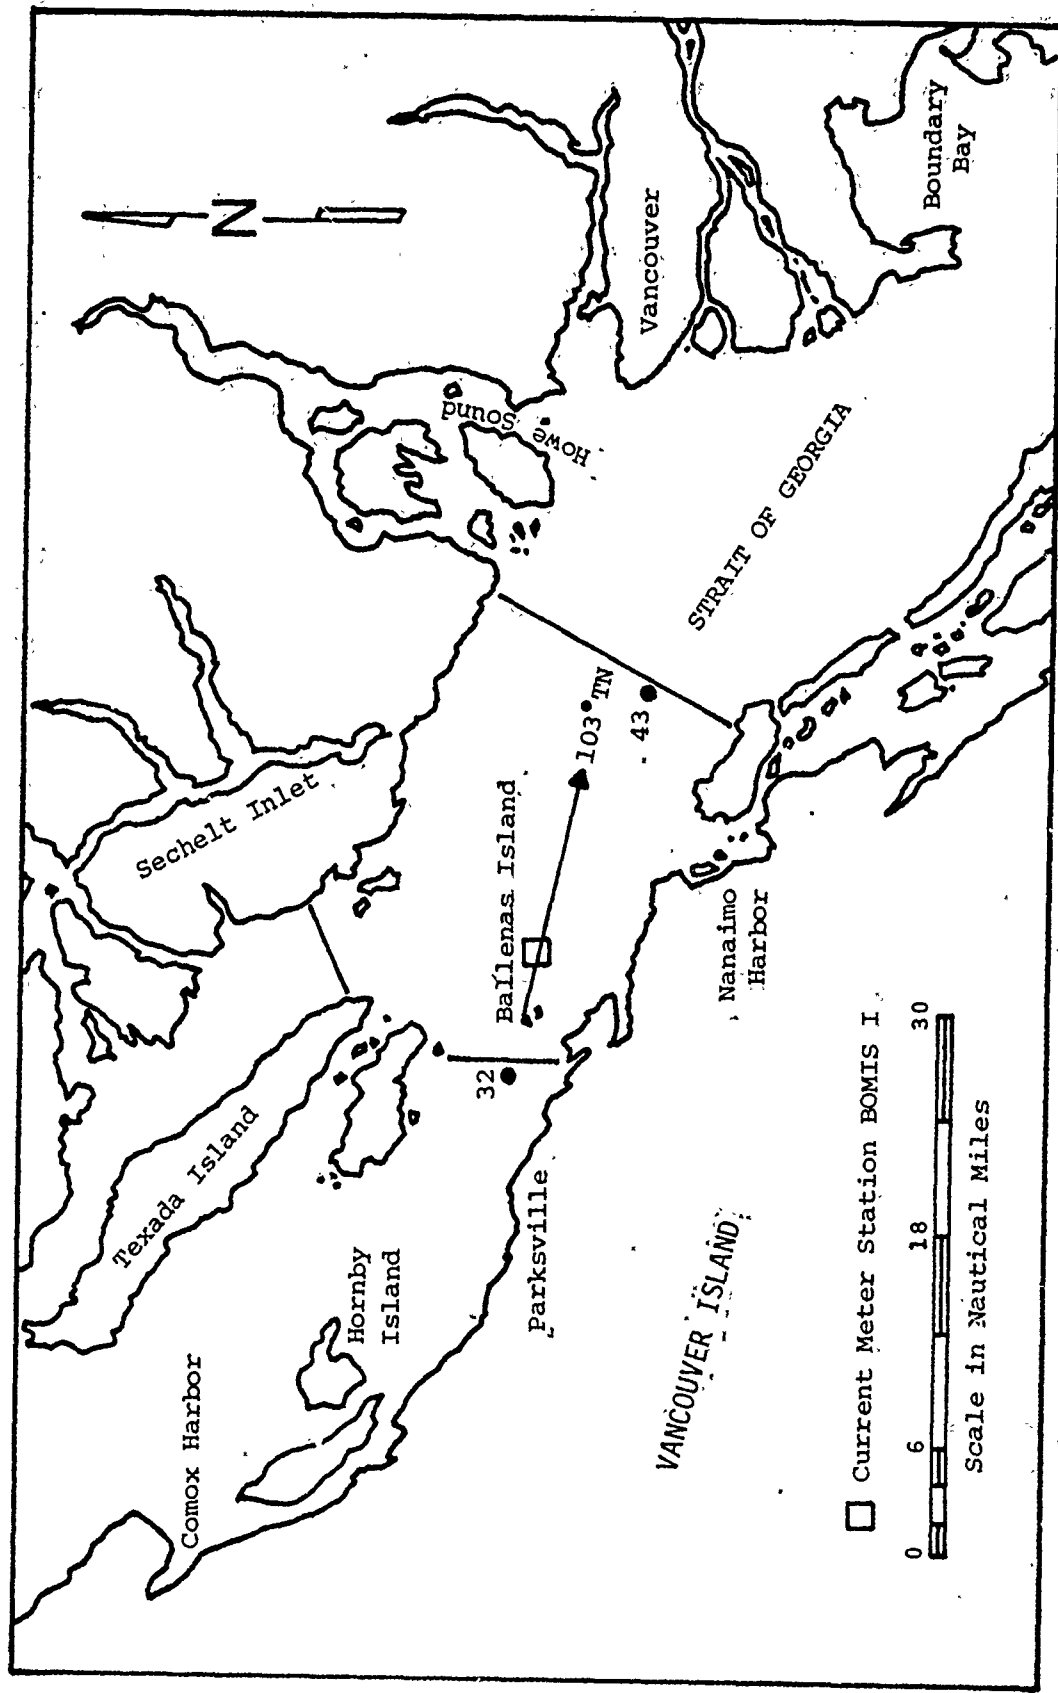 Comox Harbor
Hornby
Island
Texada Island
Sechelt Inlet
Howe
Sound
N
Vancouver
Boundary
Bay
STRAIT OF GEORGIA
Ballenas Island
103° TN
32
43
Parksville
Nanaimo
Harbor
VANCOUVER ISLAND
Current Meter Station BOMIS I
0 6 18 30
Scale in Nautical Miles